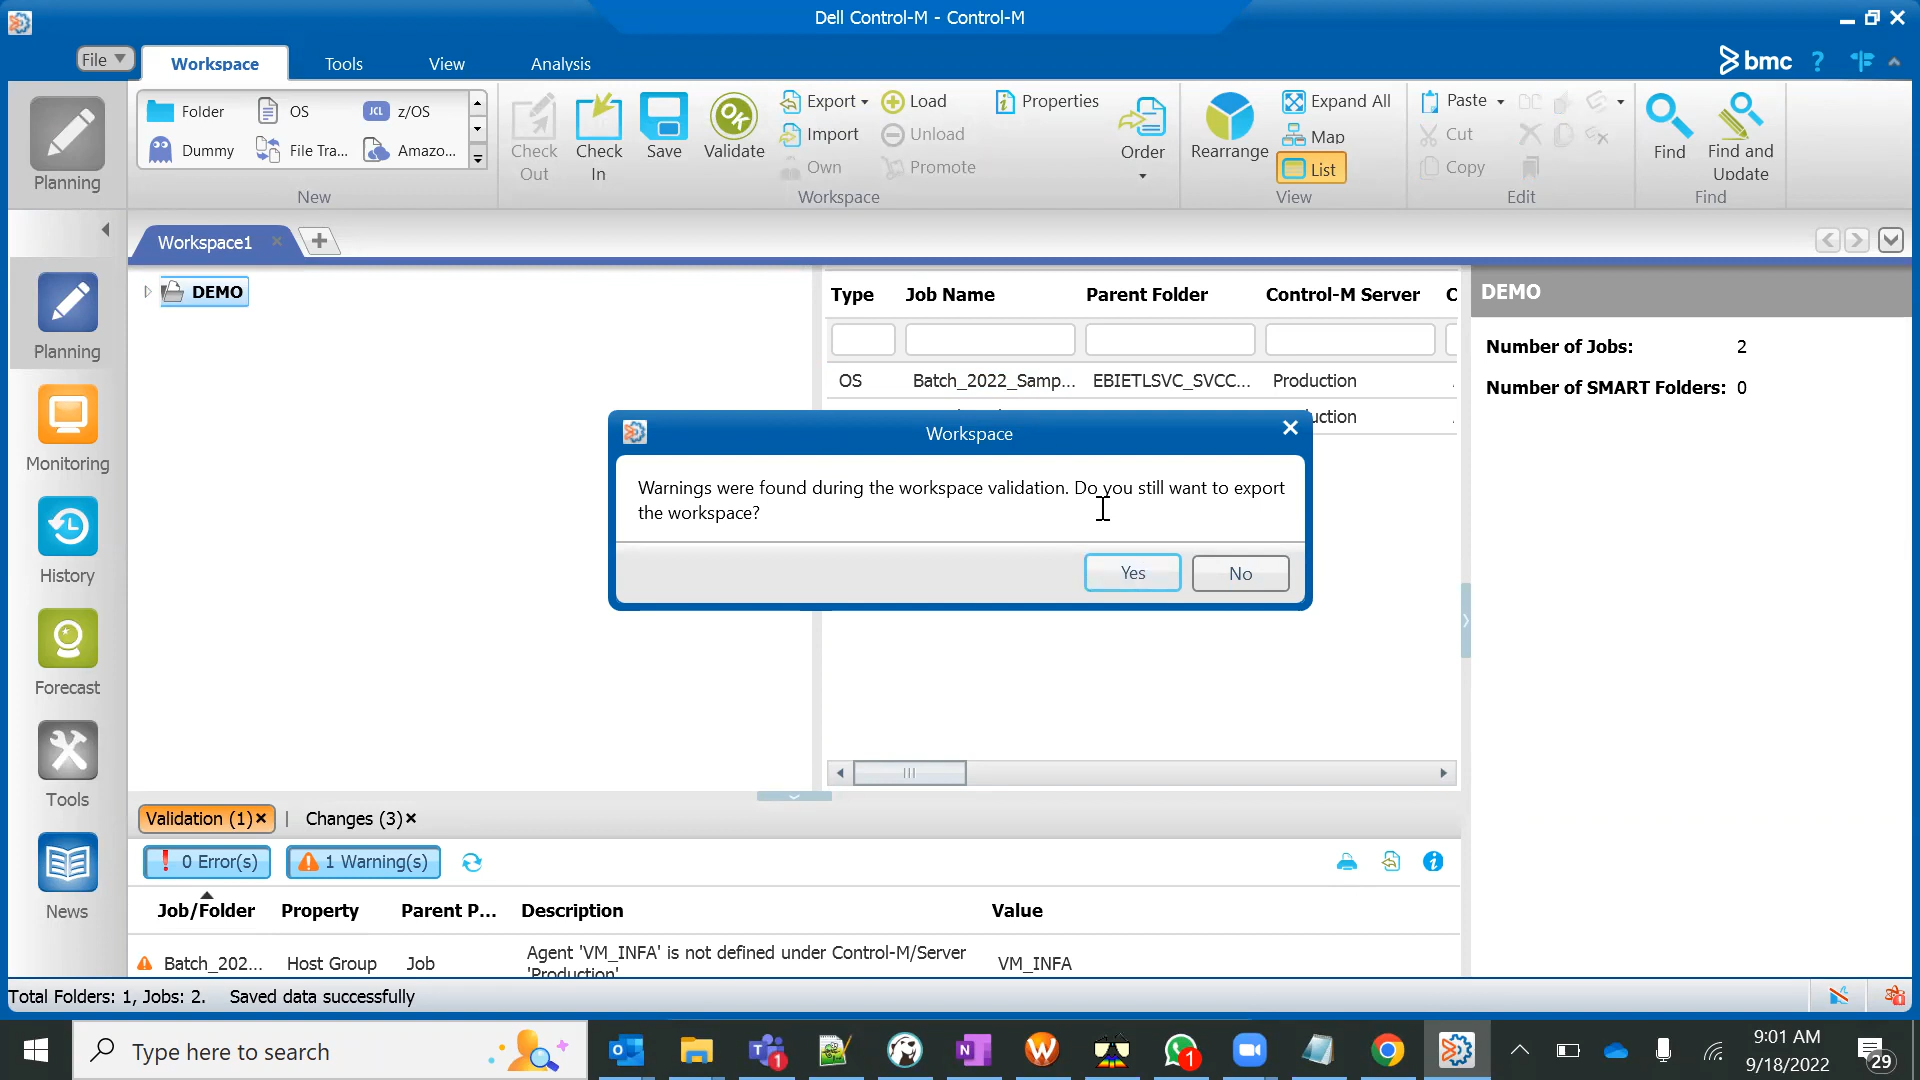 Dell Control-M - Control-M
File
Workspace
Tools
View
Analysis
bmc
?
Planning
Folder
OS
JCL
z/OS
Dummy
File Tra...
Amazo...
New
Check
Out
Check
In
Save
OK
Validate
Export
Import
Own
Load
Unload
Promote
Properties
Order
Workspace
Rearrange
Expand All
Map
List
View
Paste
Cut
Copy
Edit
Find
Find and
Update
Find
Workspace1
DEMO
Type
Job Name
Parent Folder
Control-M Server
C
OS
Batch_2022_Samp...
EBIETLSVC_SVCC...
Production
uction
DEMO
Number of Jobs: 2
Number of SMART Folders: 0
Planning
Monitoring
History
Forecast
Tools
News
Workspace
Warnings were found during the workspace validation. Do you still want to export
the workspace?
Yes
No
Validation (1)
Changes (3)
0 Error(s)
1 Warning(s)
Job/Folder
Property
Parent P...
Description
Value
Batch_202...
Host Group
Job
Agent 'VM_INFA' is not defined under Control-M/Server
'Production'
VM_INFA
Total Folders: 1, Jobs: 2.
Saved data successfully
Type here to search
1
1
9:01 AM
9/18/2022
29